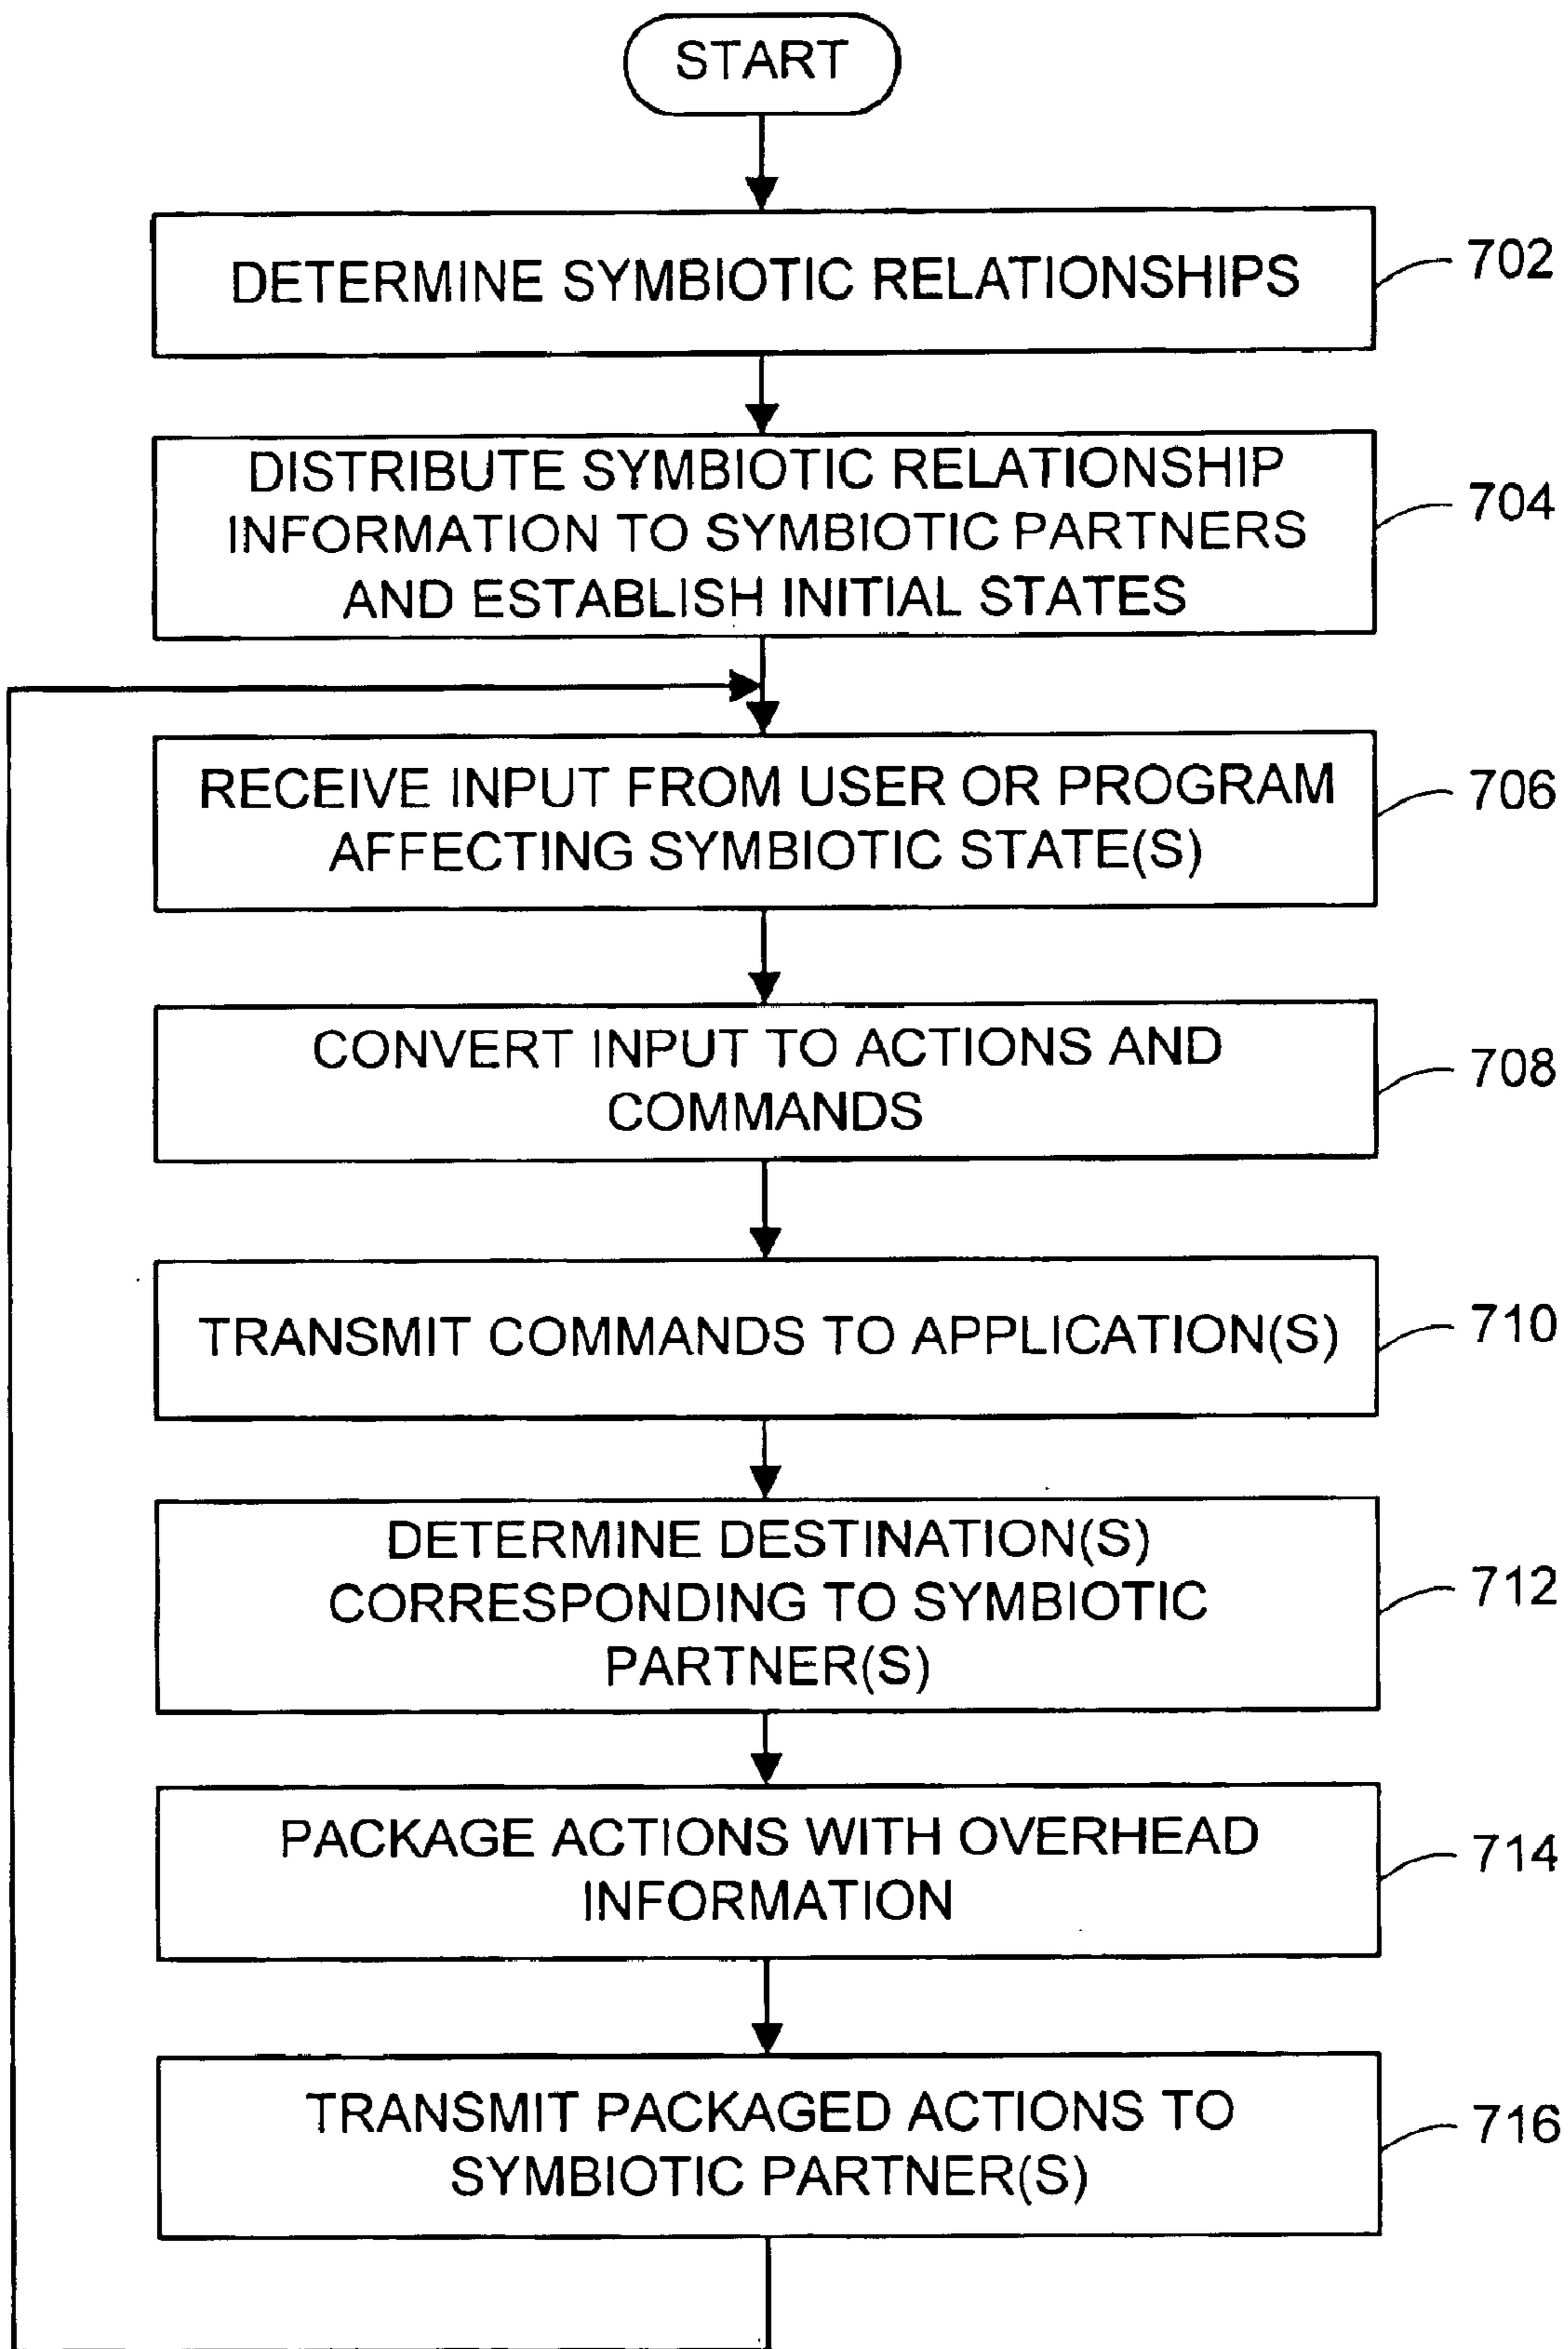 START
DETERMINE SYMBIOTIC RELATIONSHIPS
702
DISTRIBUTE SYMBIOTIC RELATIONSHIP
INFORMATION TO SYMBIOTIC PARTNERS
AND ESTABLISH INITIAL STATES
704
RECEIVE INPUT FROM USER OR PROGRAM
AFFECTING SYMBIOTIC STATE(S)
706
CONVERT INPUT TO ACTIONS AND
COMMANDS
708
TRANSMIT COMMANDS TO APPLICATION(S)
710
DETERMINE DESTINATION(S)
CORRESPONDING TO SYMBIOTIC
PARTNER(S)
712
PACKAGE ACTIONS WITH OVERHEAD
INFORMATION
714
TRANSMIT PACKAGED ACTIONS TO
SYMBIOTIC PARTNER(S)
716